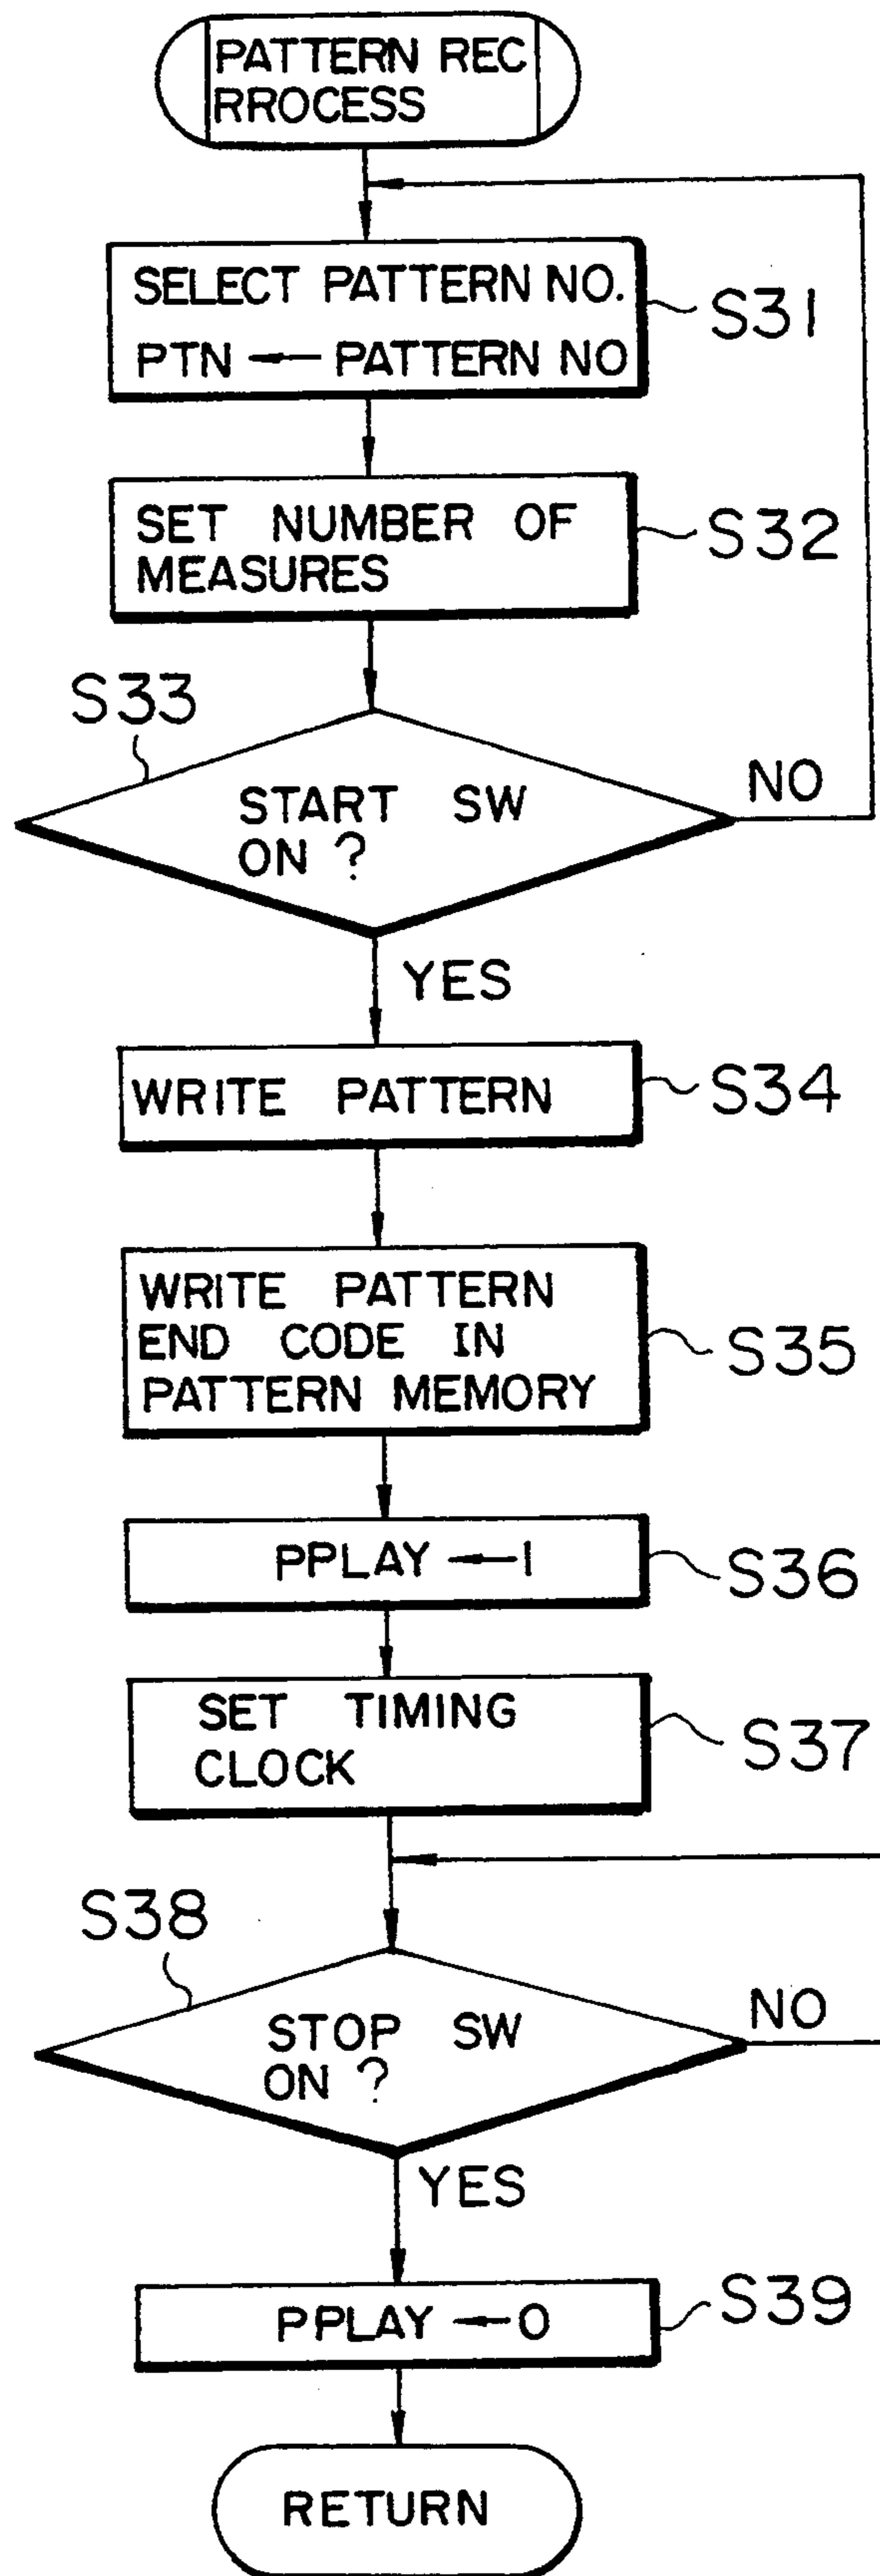 PATTERN REC
RROCESS
SELECT PATTERN NO.
PTN ← PATTERN NO
S31
SET NUMBER OF
MEASURES
S32
S33
START SW
ON ?
NO
YES
WRITE PATTERN
S34
WRITE PATTERN
END CODE IN
PATTERN MEMORY
S35
PPLAY ← 1
S36
SET TIMING
CLOCK
S37
S38
STOP SW
ON ?
NO
YES
PPLAY ← 0
S39
RETURN